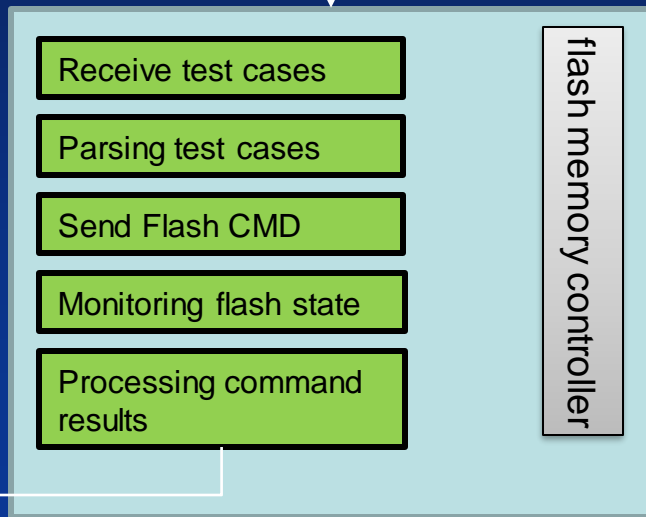 Receive test cases
Parsing test cases
Send Flash CMD
Monitoring flash state
Processing command
results
flash memory controller